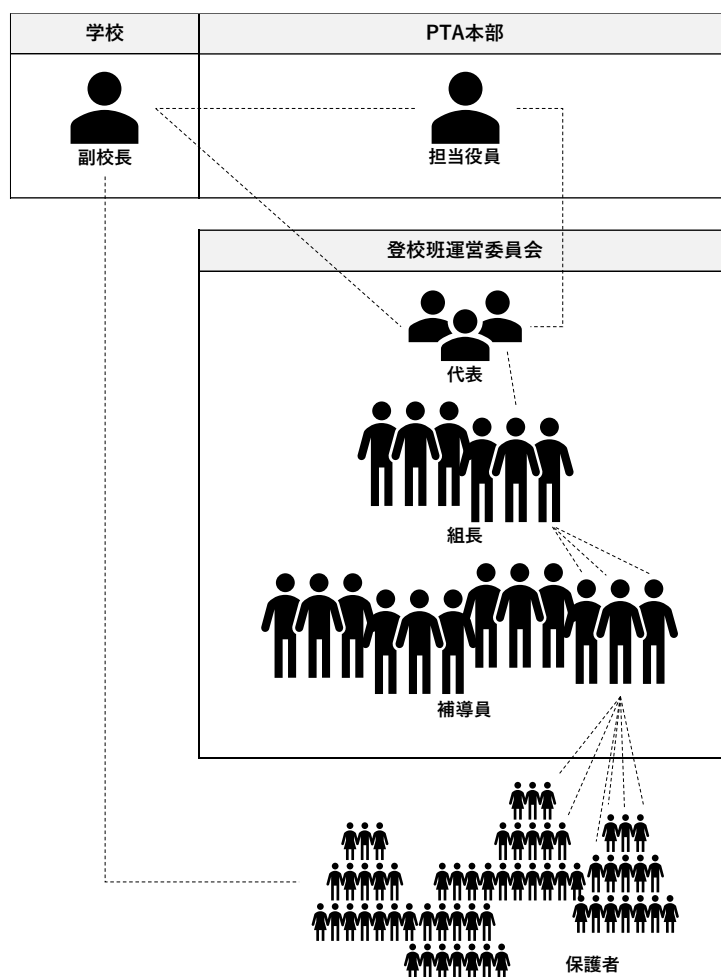 学校
PTA本部
副校長
担当役員
登校班運営委員会
代表
組長
補導員
保護者